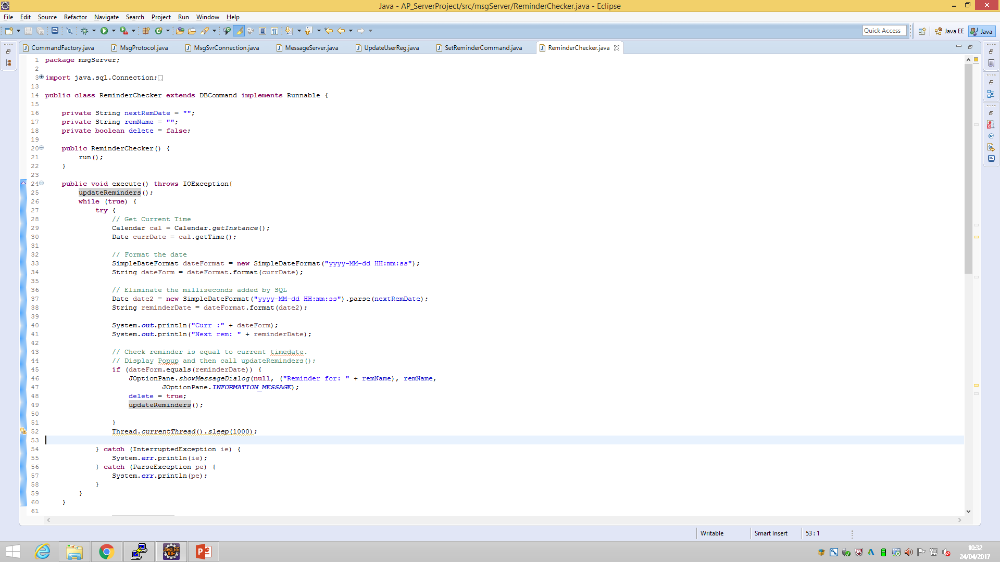 Java - AP_ServerProject/src/msgServer/ReminderChecker.java - Eclipse
File Edit Source Refactor Navigate Search Project Run Window Help
Quick Access Java EE Java
CommandFactory.java MsgProtocol.java MsgSvrConnection.java MessageServer.java UpdateUserReg.java SetReminderCommand.java ReminderChecker.java
1 package msgServer;
2
3 import java.sql.Connection;
13
14 public class ReminderChecker extends DBCommand implements Runnable {
15
16 private String nextRemDate = "";
17 private String remName = "";
18 private boolean delete = false;
19
20 public ReminderChecker() {
21 run();
22 }
23
24 public void execute() throws IOException{
25 updateReminders();
26 while (true) {
27 try {
28 // Get Current Time
29 Calendar cal = Calendar.getInstance();
30 Date currDate = cal.getTime();
31
32 // Format the date
33 SimpleDateFormat dateFormat = new SimpleDateFormat("yyyy-MM-dd HH:mm:ss");
34 String dateForm = dateFormat.format(currDate);
35
36 // Eliminate the milliseconds added by SQL
37 Date date2 = new SimpleDateFormat("yyyy-MM-dd HH:mm:ss").parse(nextRemDate);
38 String reminderDate = dateFormat.format(date2);
39
40 System.out.println("Curr :" + dateForm);
41 System.out.println("Next rem: " + reminderDate);
42
43 // Check reminder is equal to current timedate.
44 // Display Popup and then call updateReminders();
45 if (dateForm.equals(reminderDate)) {
46 JOptionPane.showMessageDialog(null, ("Reminder for: " + remName), remName,
47 JOptionPane.INFORMATION_MESSAGE);
48 delete = true;
49 updateReminders();
50
51 }
52 Thread.currentThread().sleep(1000);
53
54 } catch (InterruptedException ie) {
55 System.err.println(ie);
56 } catch (ParseException pe) {
57 System.err.println(pe);
58 }
59 }
60 }
61
Writable Smart Insert 53 : 1
Java EE IDE
10:32
24/04/2017